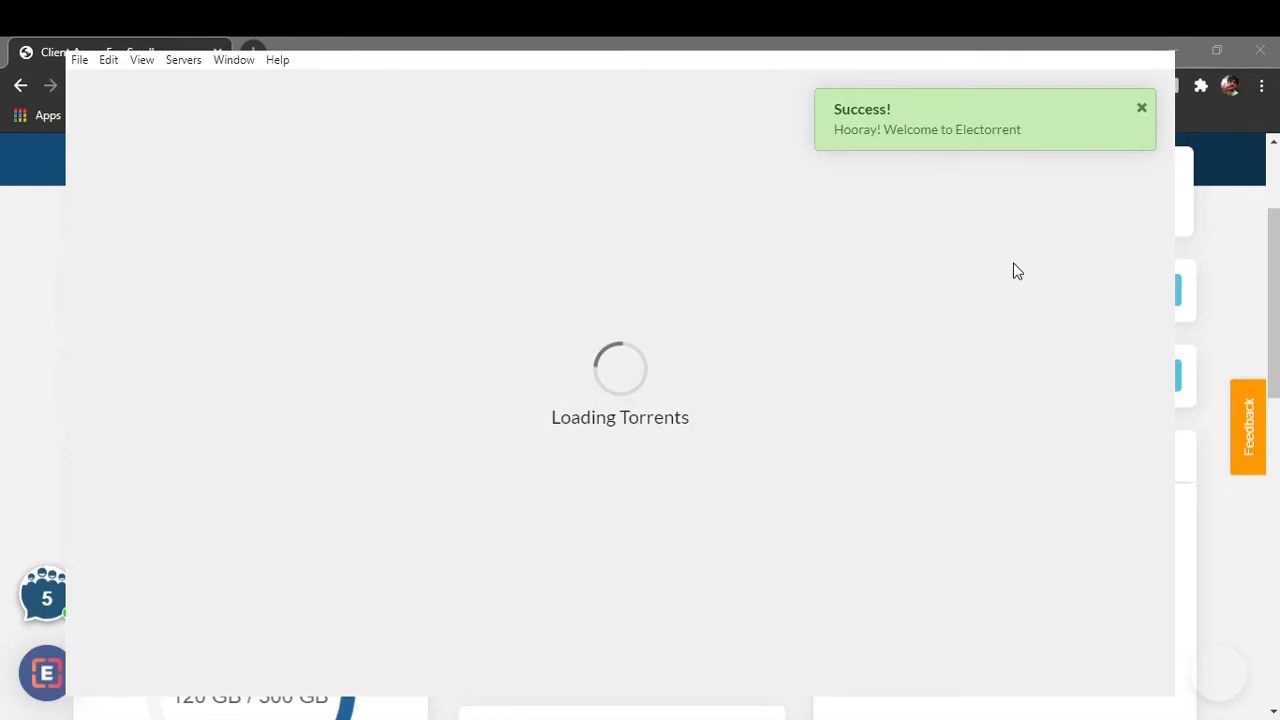 File Edit View Servers Window Help
Apps
Success!
Hooray! Welcome to Electorrent
Loading Torrents
Feedback
5
E
120 GB / 300 GB